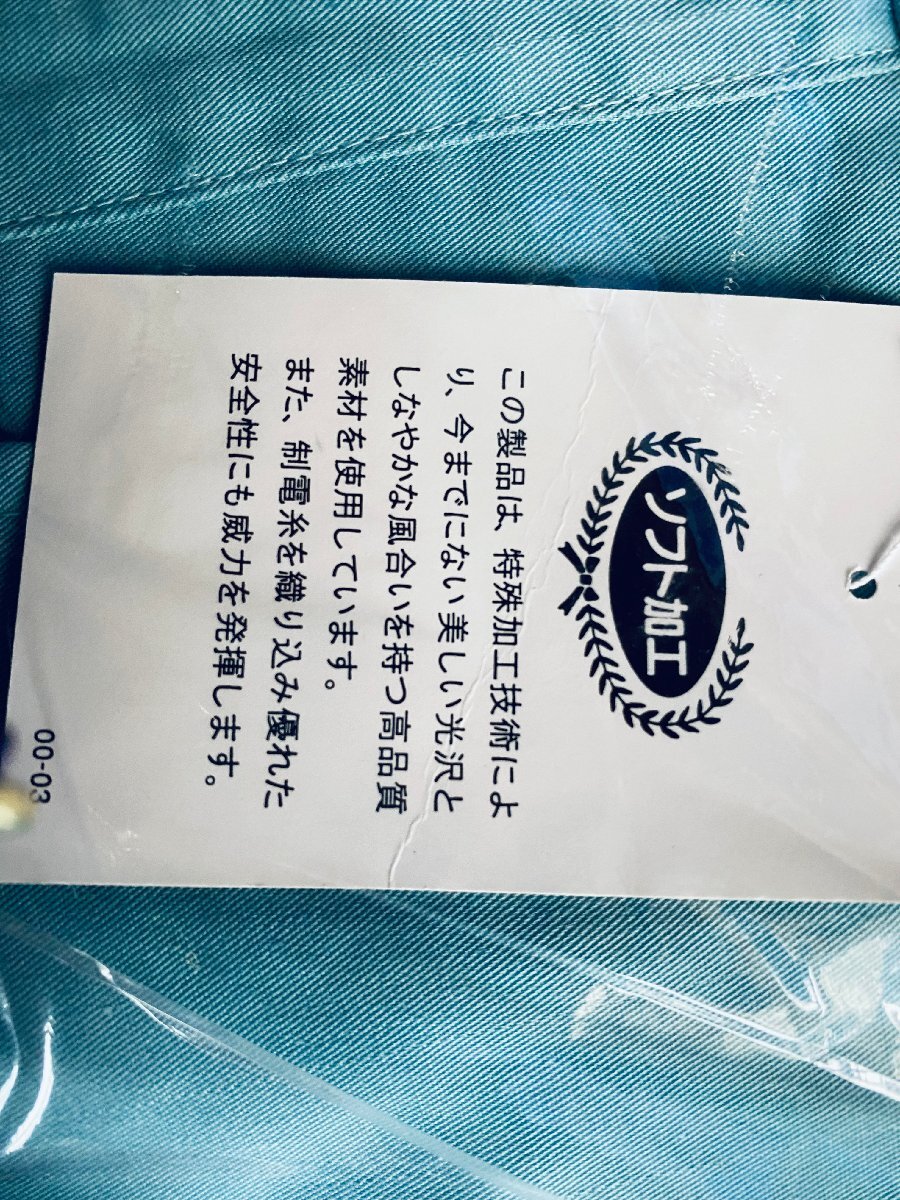 ソフト加工
この製品は、特殊加工技術によ
り、今までにない美しい光沢と
しなやかな風合いを持つ高品質
素材を使用しています。
また、制電糸を織り込み優れた
安全性にも威力を発揮します。
00-03